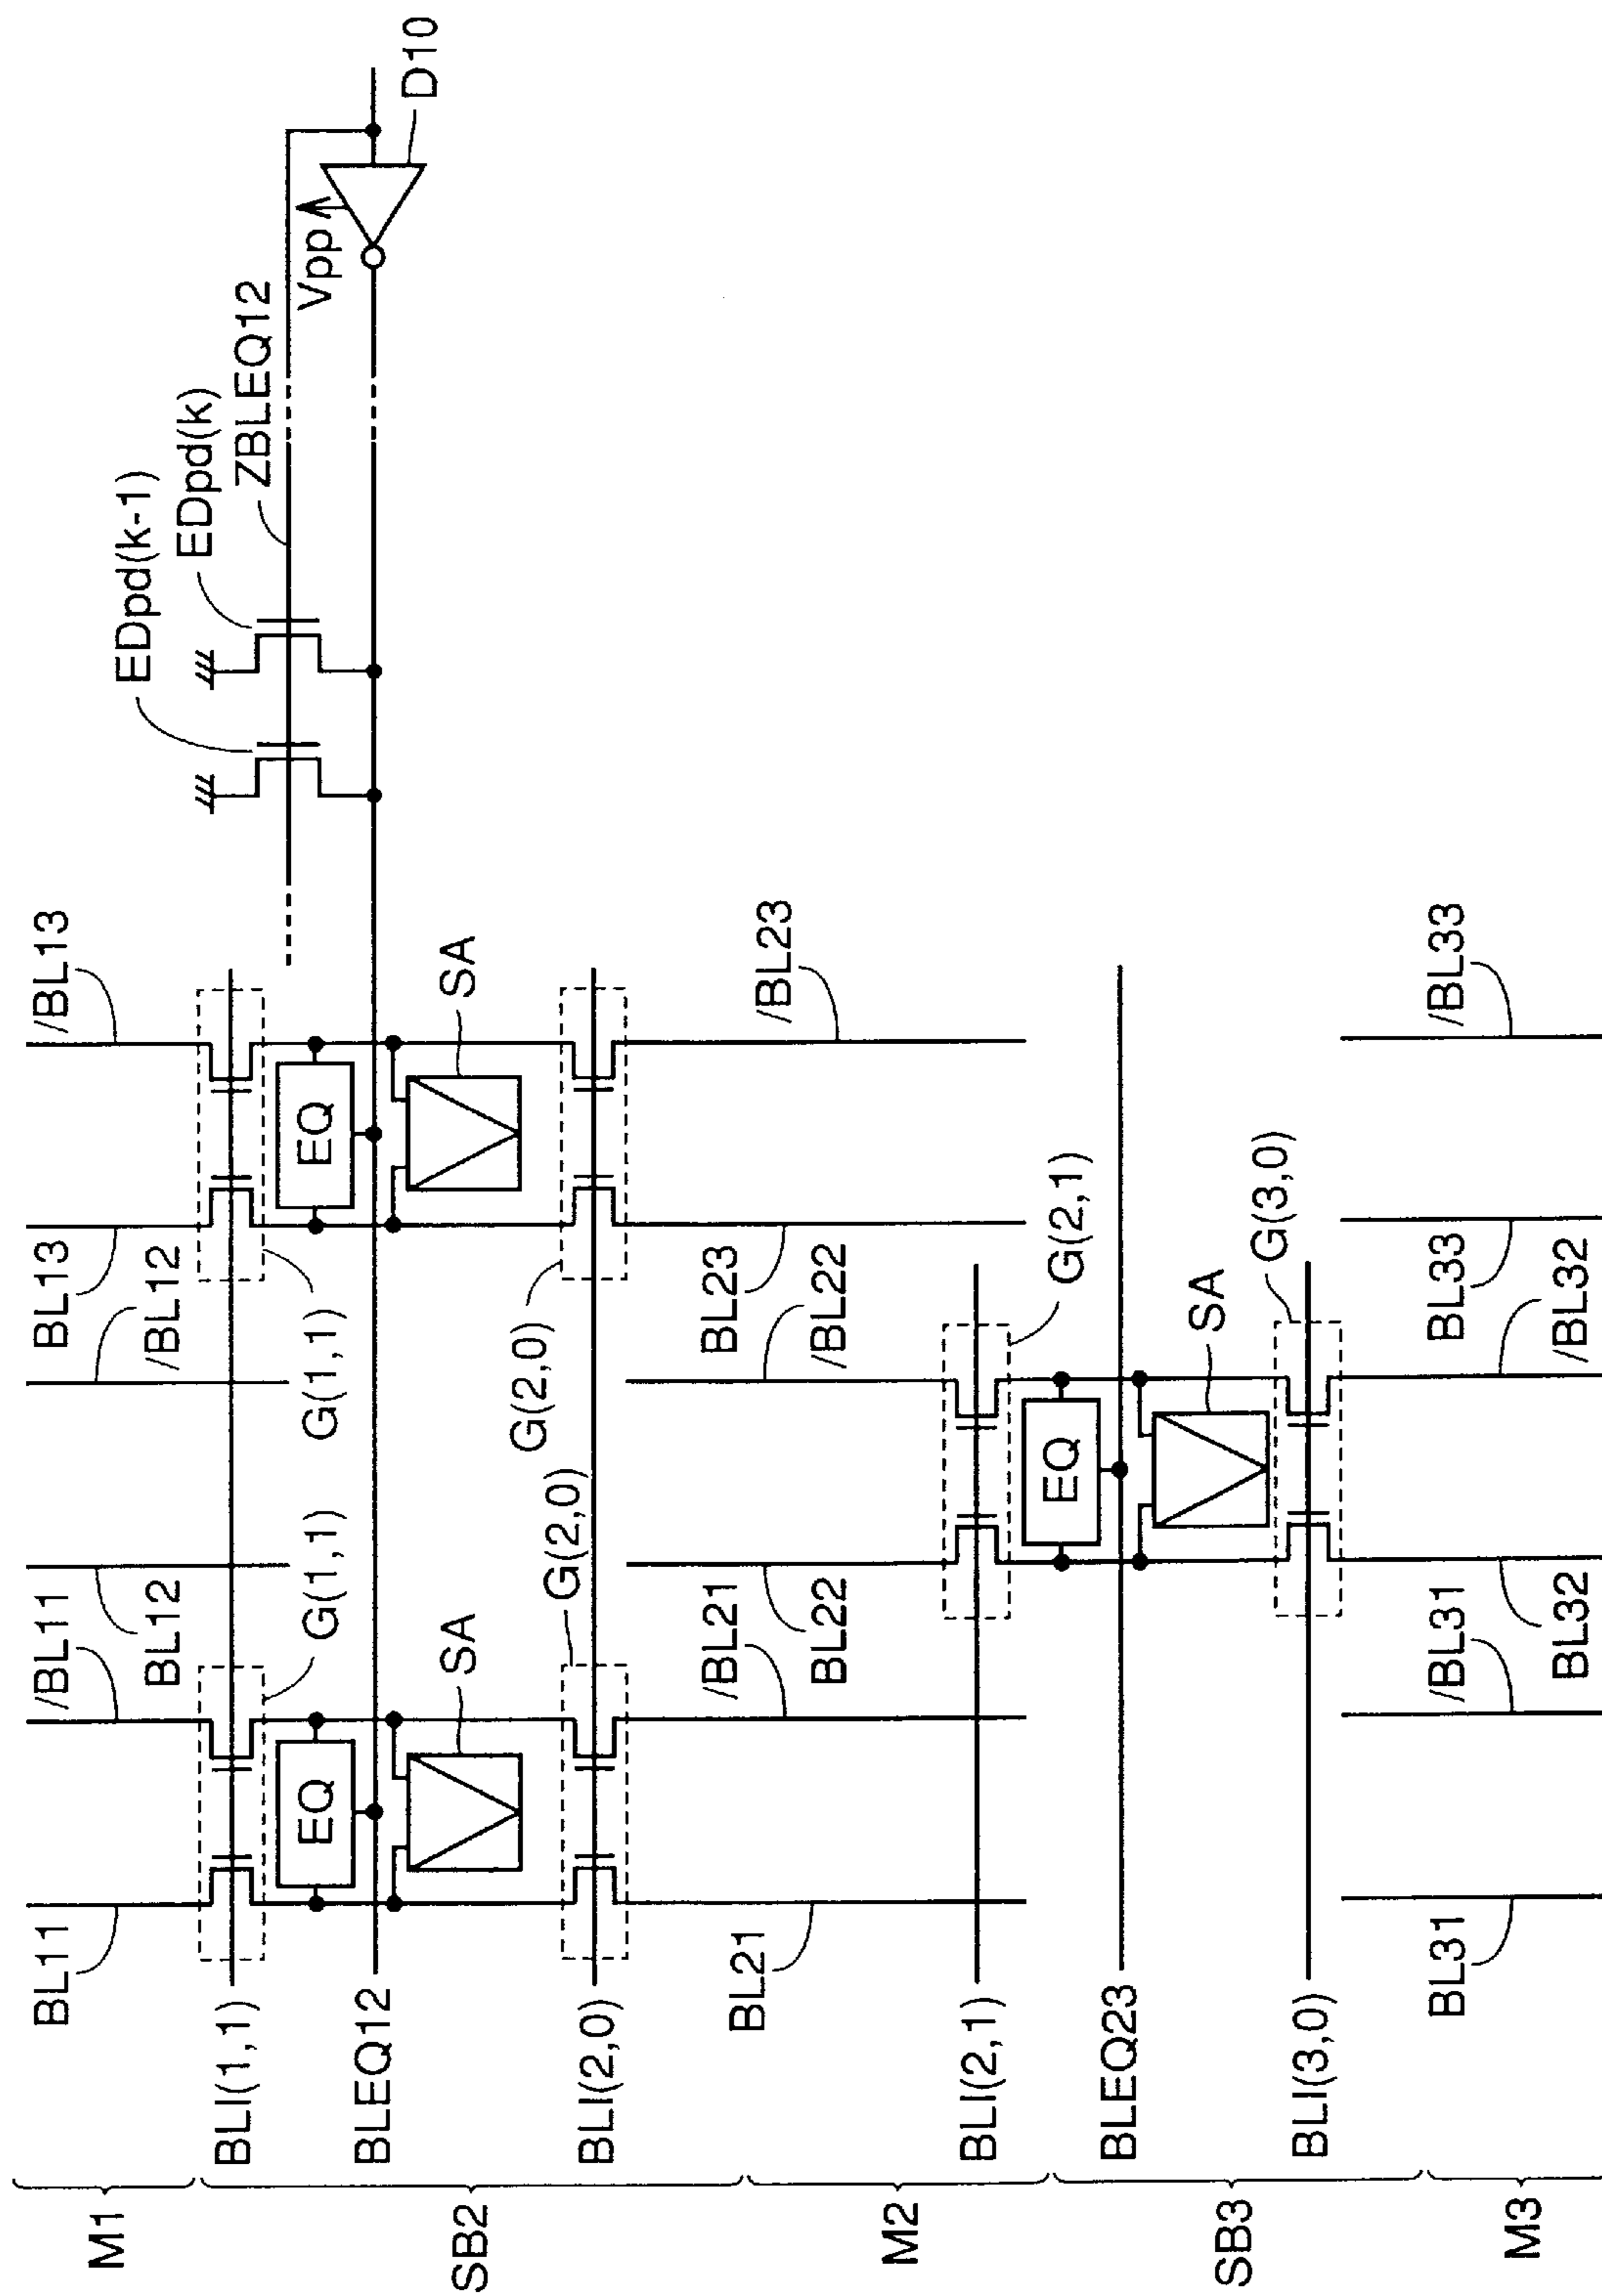 M1
SB2
M2
SB3
M3
BLI(1,1)
BLEQ12
BLI(2,0)
BLI(2,1)
BLEQ23
BLI(3,0)
BL11
/BL11
BL12
/BL12
BL13
/BL13
G(1,1)
G(1,1)
EQ
EQ
SA
SA
G(2,0)
G(2,0)
EDpd(k-1)
EDpd(k)
ZBLEQ12
Vpp
D10
BL21
/BL21
BL22
/BL22
BL23
/BL23
G(2,1)
EQ
SA
G(3,0)
BL31
/BL31
BL32
/BL32
BL33
/BL33